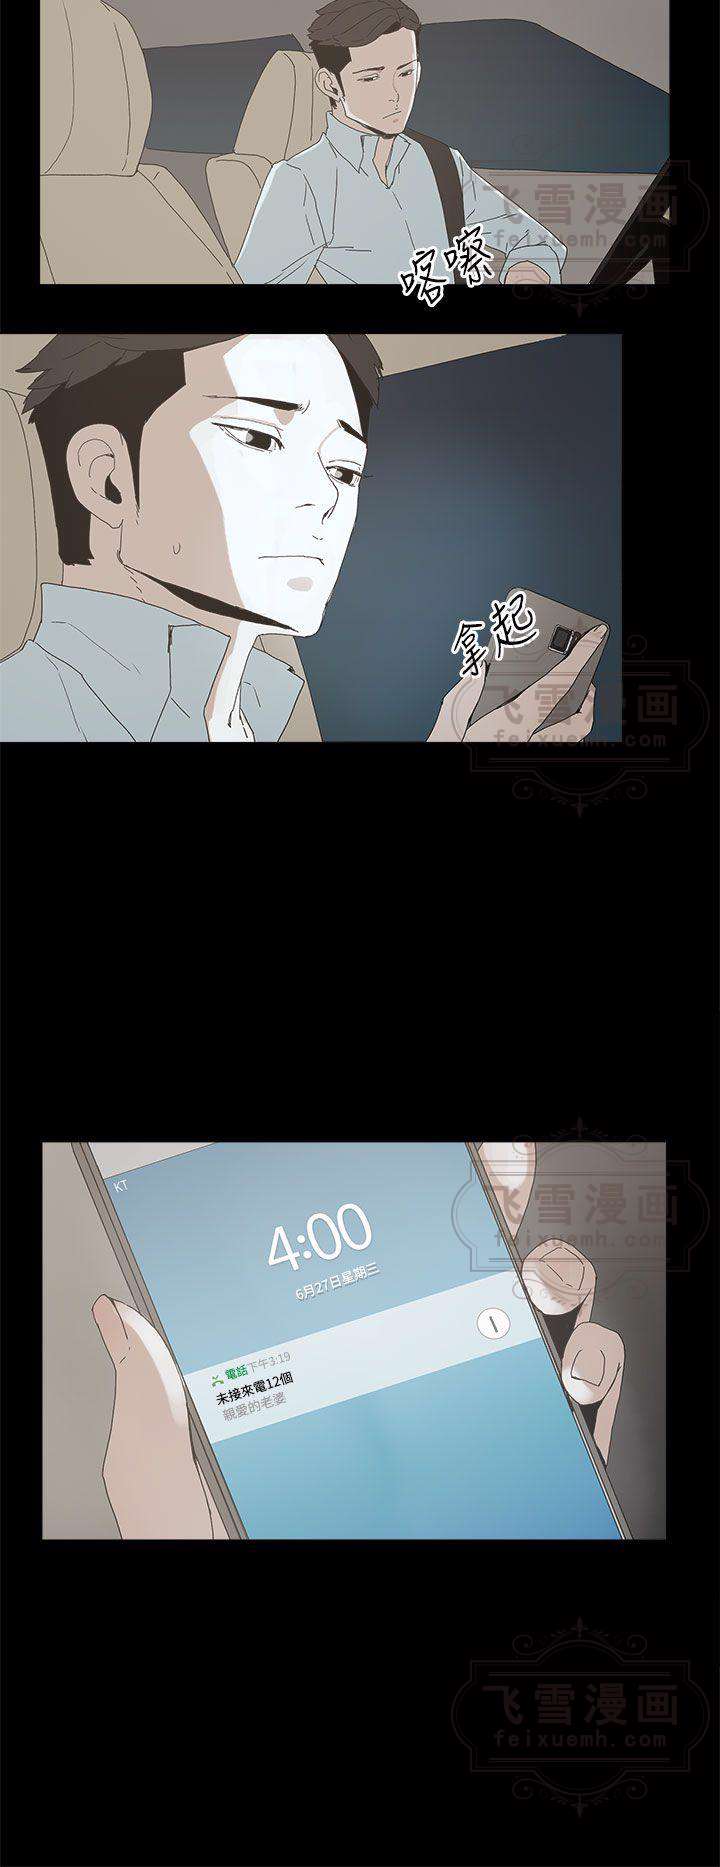 飞雪漫画
feixuemh.com
喀嚓
拿起
飞雪漫画
feixuemh.com
KT
4:00
6月27日星期三
電話 下午3:19
未接來電12個
親愛的老婆
飞雪漫画
feixuemh.com
飞雪漫画
feixuemh.com